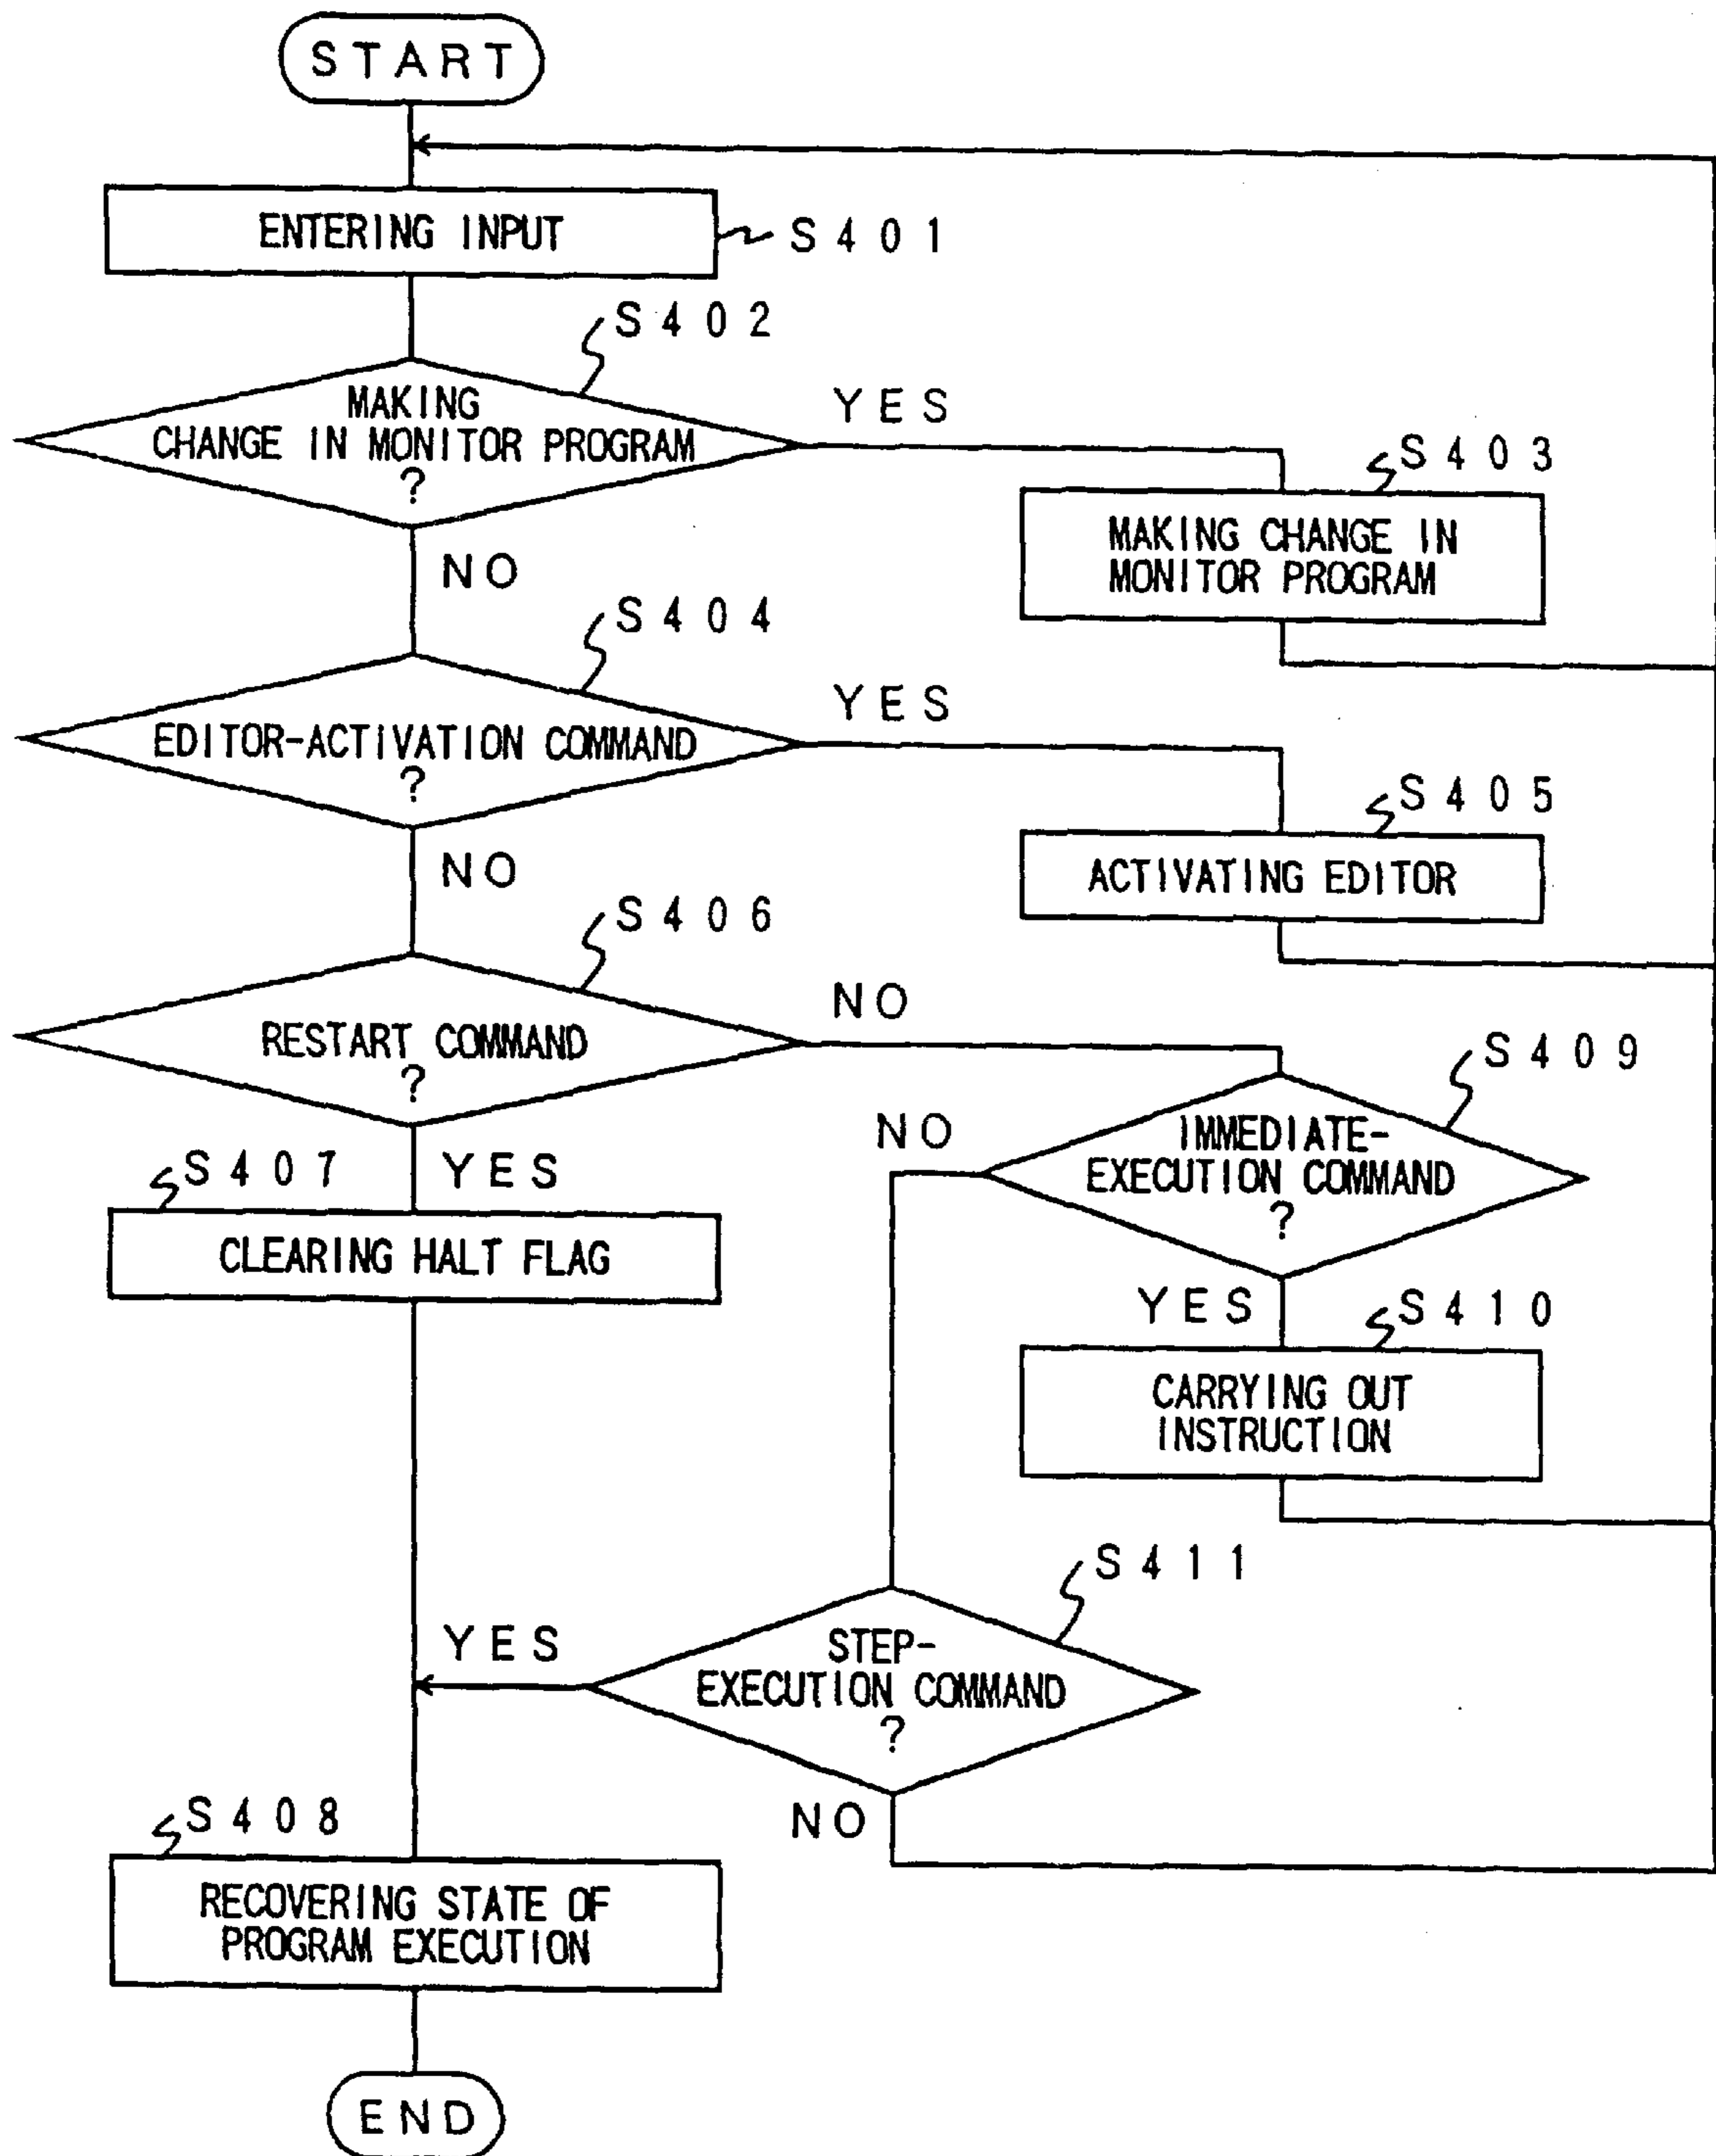 START
ENTERING INPUT
S401
S402
MAKING
CHANGE IN MONITOR PROGRAM
?
YES
S403
MAKING CHANGE IN
MONITOR PROGRAM
NO
S404
EDITOR-ACTIVATION COMMAND
?
YES
S405
ACTIVATING EDITOR
NO
S406
RESTART COMMAND
?
NO
S409
IMMEDIATE-
EXECUTION COMMAND
?
NO
YES
S407
CLEARING HALT FLAG
YES
S410
CARRYING OUT
INSTRUCTION
S411
STEP-
EXECUTION COMMAND
?
YES
NO
S408
RECOVERING STATE OF
PROGRAM EXECUTION
END